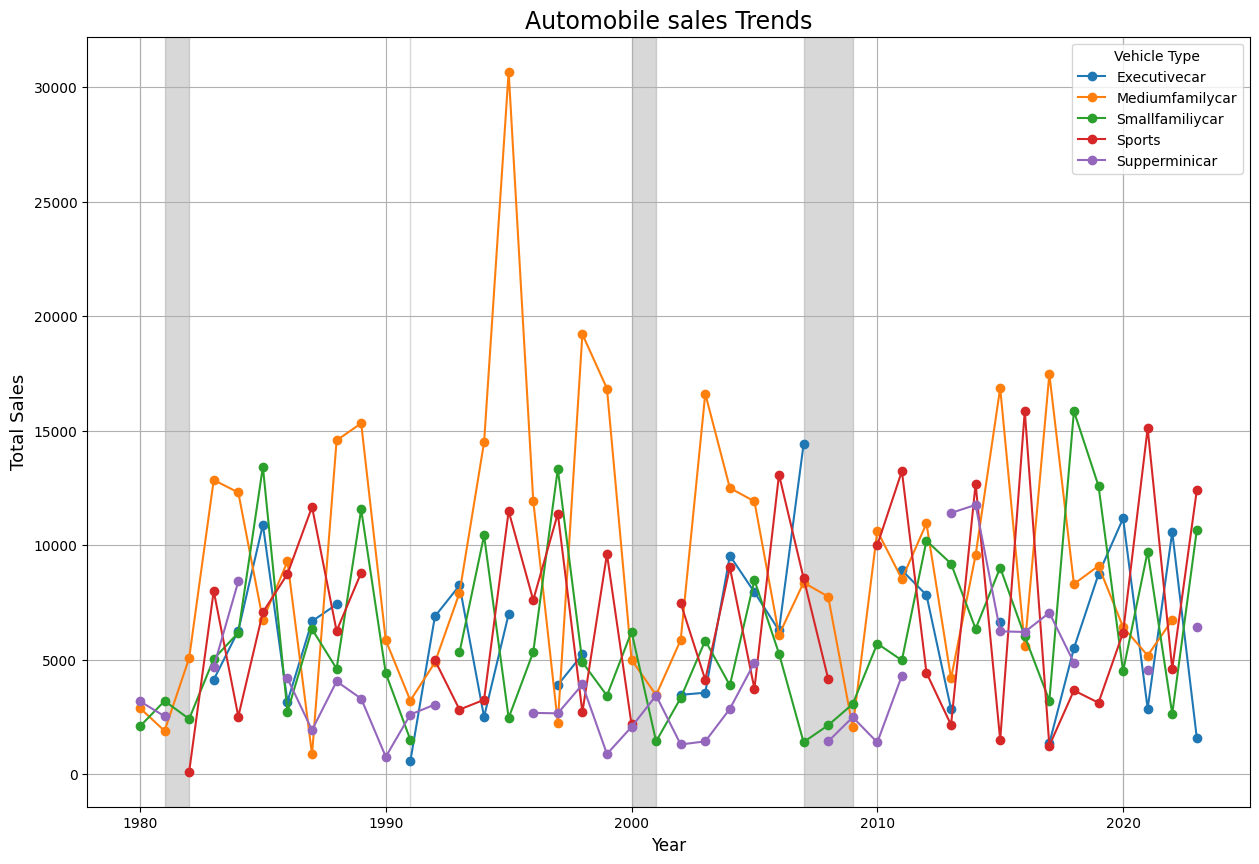 Automobile sales Trends
Vehicle Type
Executivecar
Mediumfamilycar
Smallfamiliycar
Sports
Supperminicar
Total Sales
30000
25000
20000
15000
10000
5000
0
1980
1990
2000
2010
2020
Year